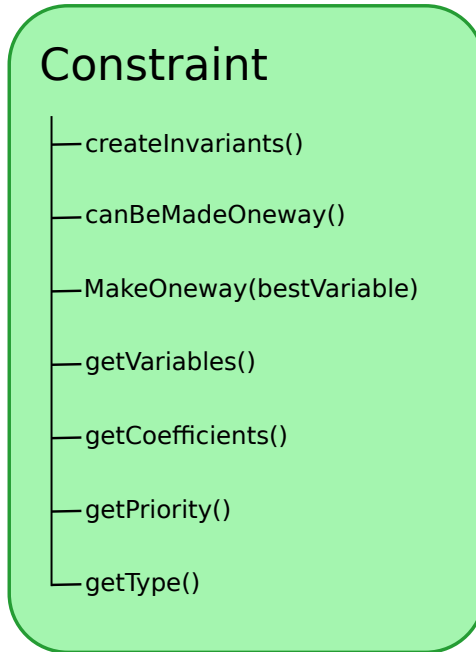 Constraint
createInvariants()
canBeMadeOneway()
MakeOneway(bestVariable)
getVariables()
getCoefficients()
getPriority()
getType()